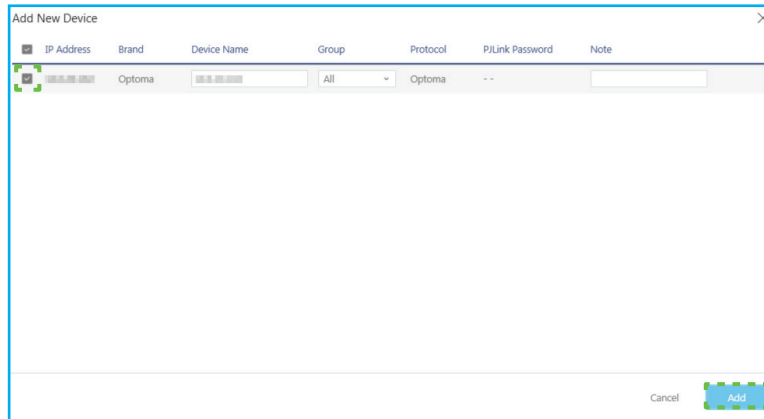 Add New Device
IP Address Brand Device Name Group Protocol PJLink Password Note
Optoma All Optoma - -
Cancel Add